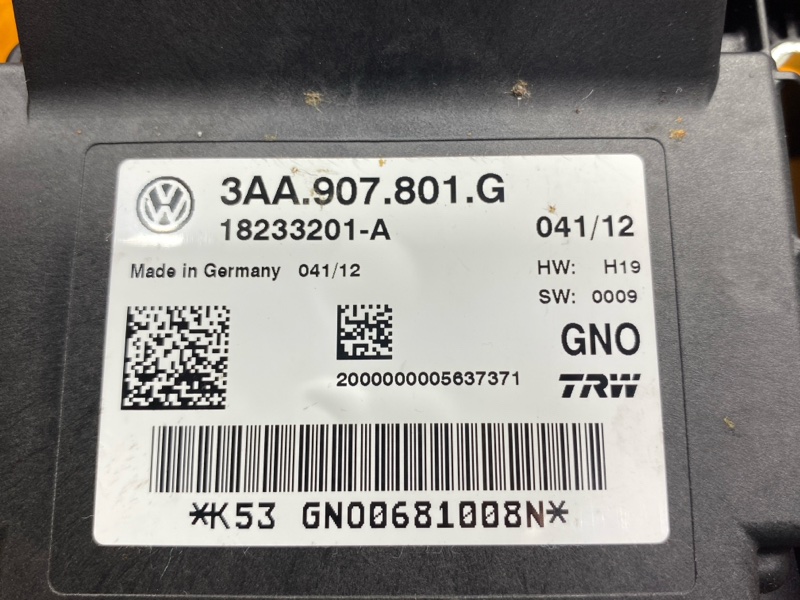 3AA.907.801.G
18233201-A 041/12
Made in Germany 041/12 HW: H19
SW: 0009
GNO
2000000005637371 TRW
*K53 GNO0681008N*